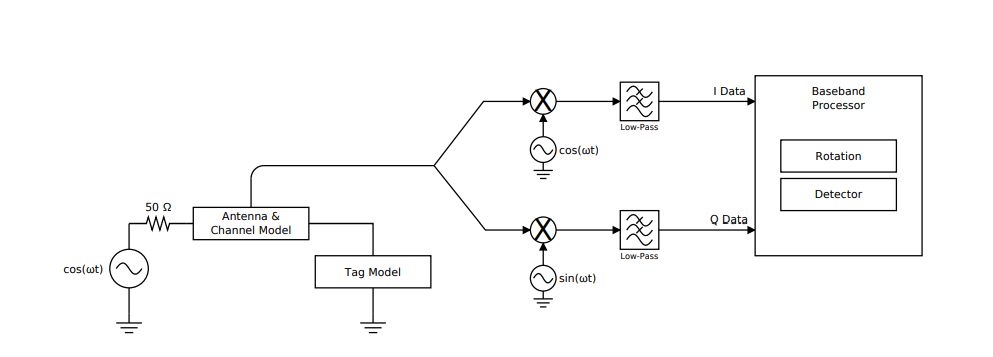 I Data
Baseband
Processor
Low-Pass
cos(ωt)
Rotation
Detector
50 Ω
Antenna &
Channel Model
Q Data
Low-Pass
cos(ωt)
Tag Model
sin(ωt)